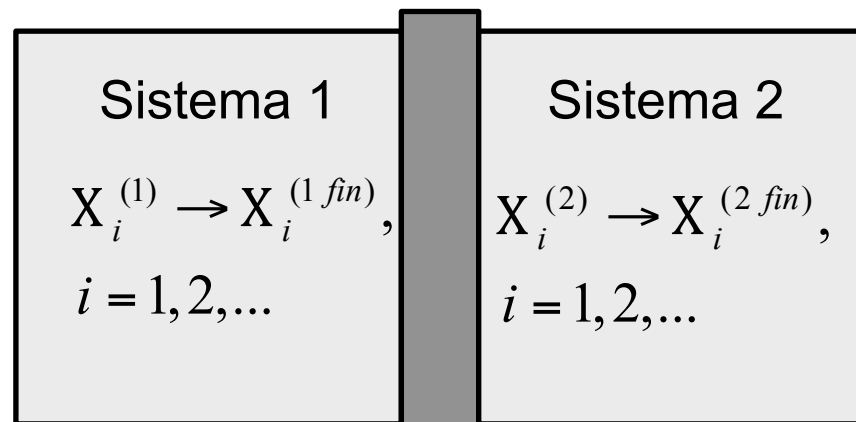 Sistema 1
X_i^{(1)} → X_i^{(1 fin)},
i = 1,2,...
Sistema 2
X_i^{(2)} → X_i^{(2 fin)},
i = 1,2,...